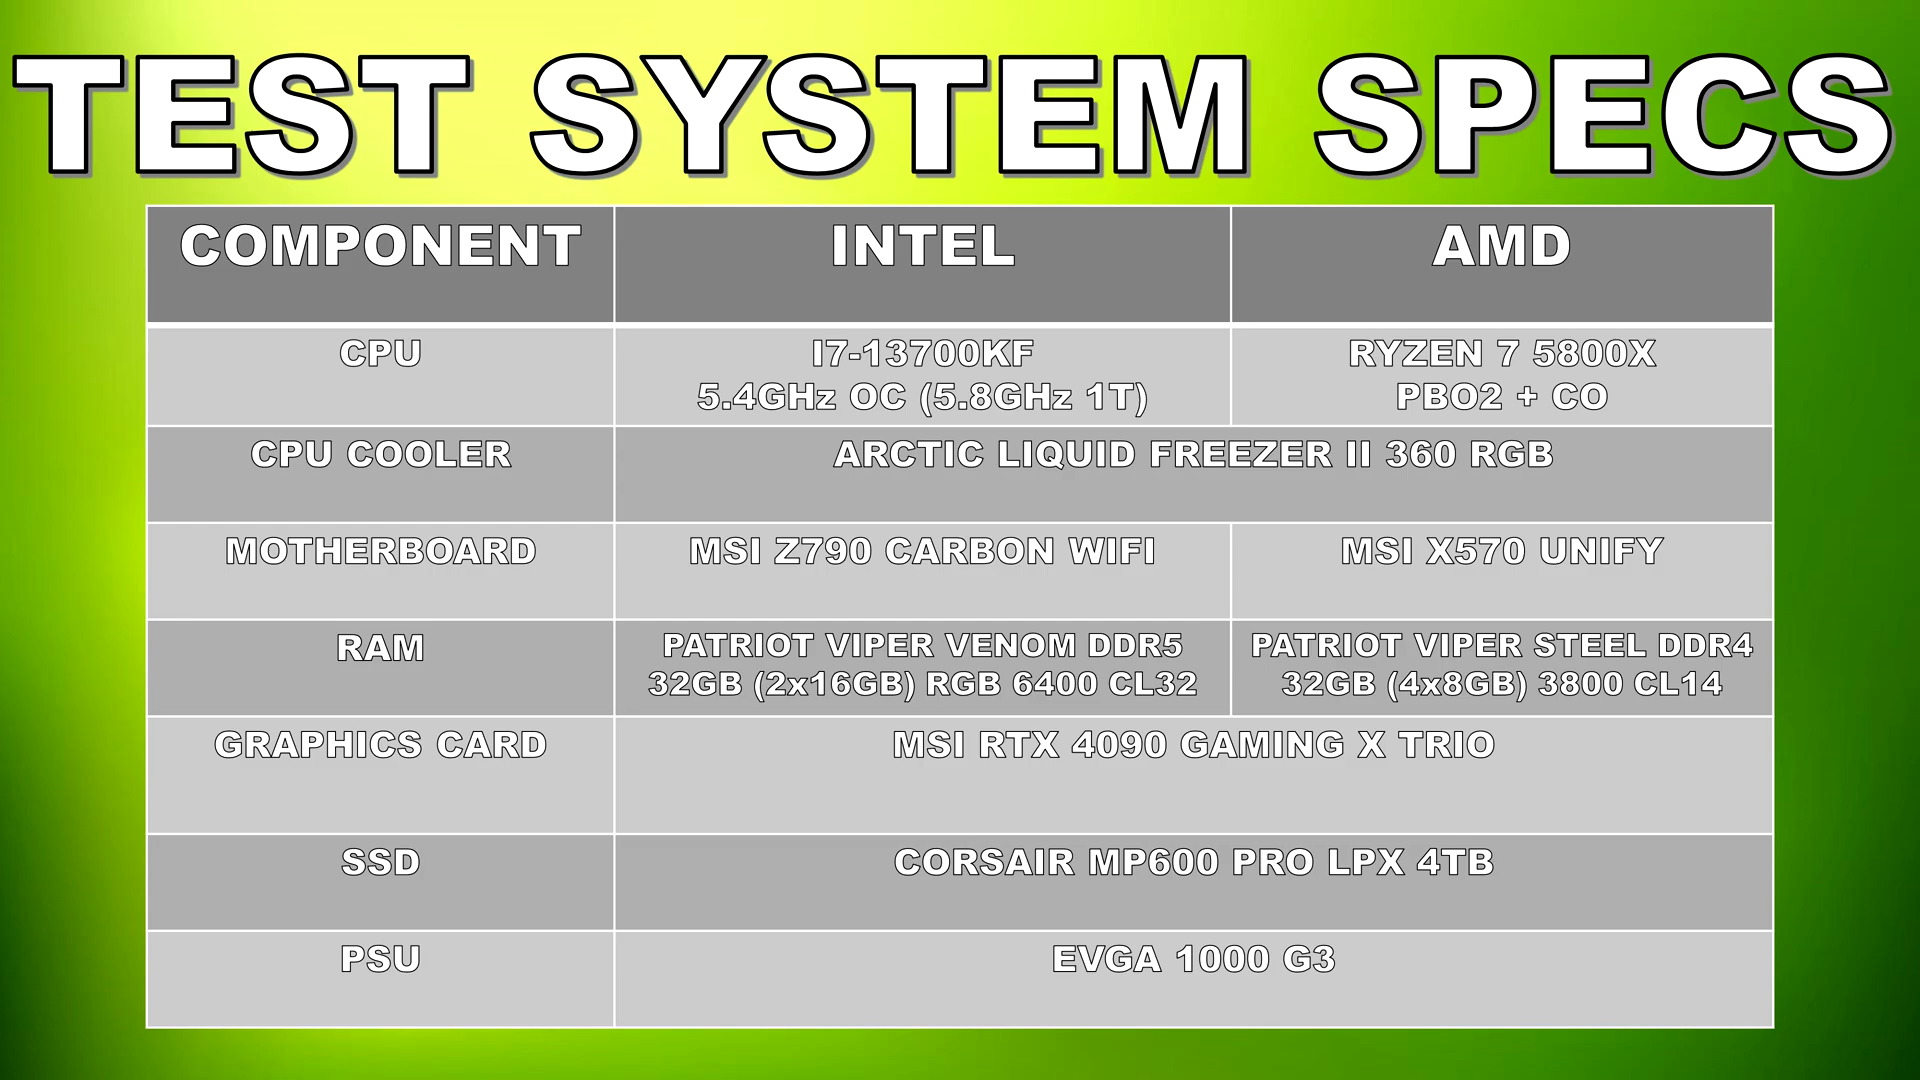 TEST SYSTEM SPECS
COMPONENT INTEL AMD
CPU I7-13700KF RYZEN 7 5800X
5.4GHz OC (5.8GHz 1T) PBO2 + CO
CPU COOLER ARCTIC LIQUID FREEZER II 360 RGB
MOTHERBOARD MSI Z790 CARBON WIFI MSI X570 UNIFY
RAM PATRIOT VIPER VENOM DDR5 PATRIOT VIPER STEEL DDR4
32GB (2x16GB) RGB 6400 CL32 32GB (4x8GB) 3800 CL14
GRAPHICS CARD MSI RTX 4090 GAMING X TRIO
SSD CORSAIR MP600 PRO LPX 4TB
PSU EVGA 1000 G3